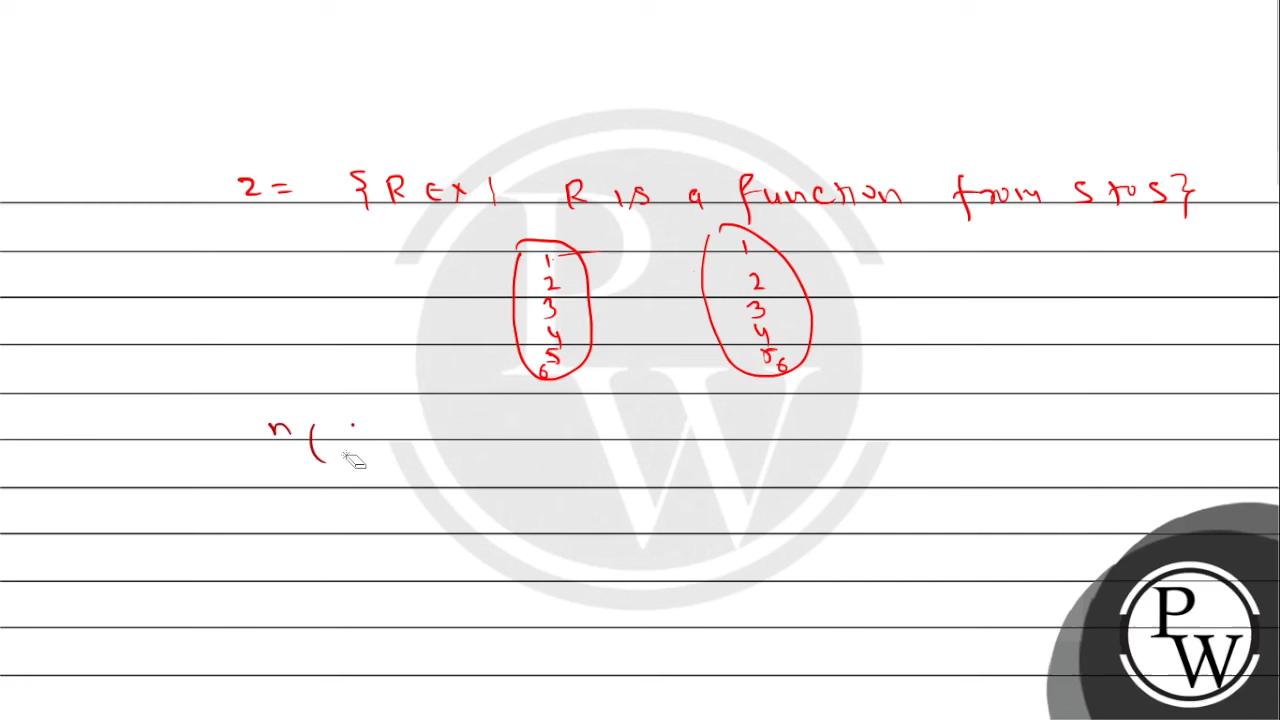 z = {R ∈ X | R is a function from S to S}
1 1
2 2
3 3
4 4
5 5
6 6
n (
P
W
P
W